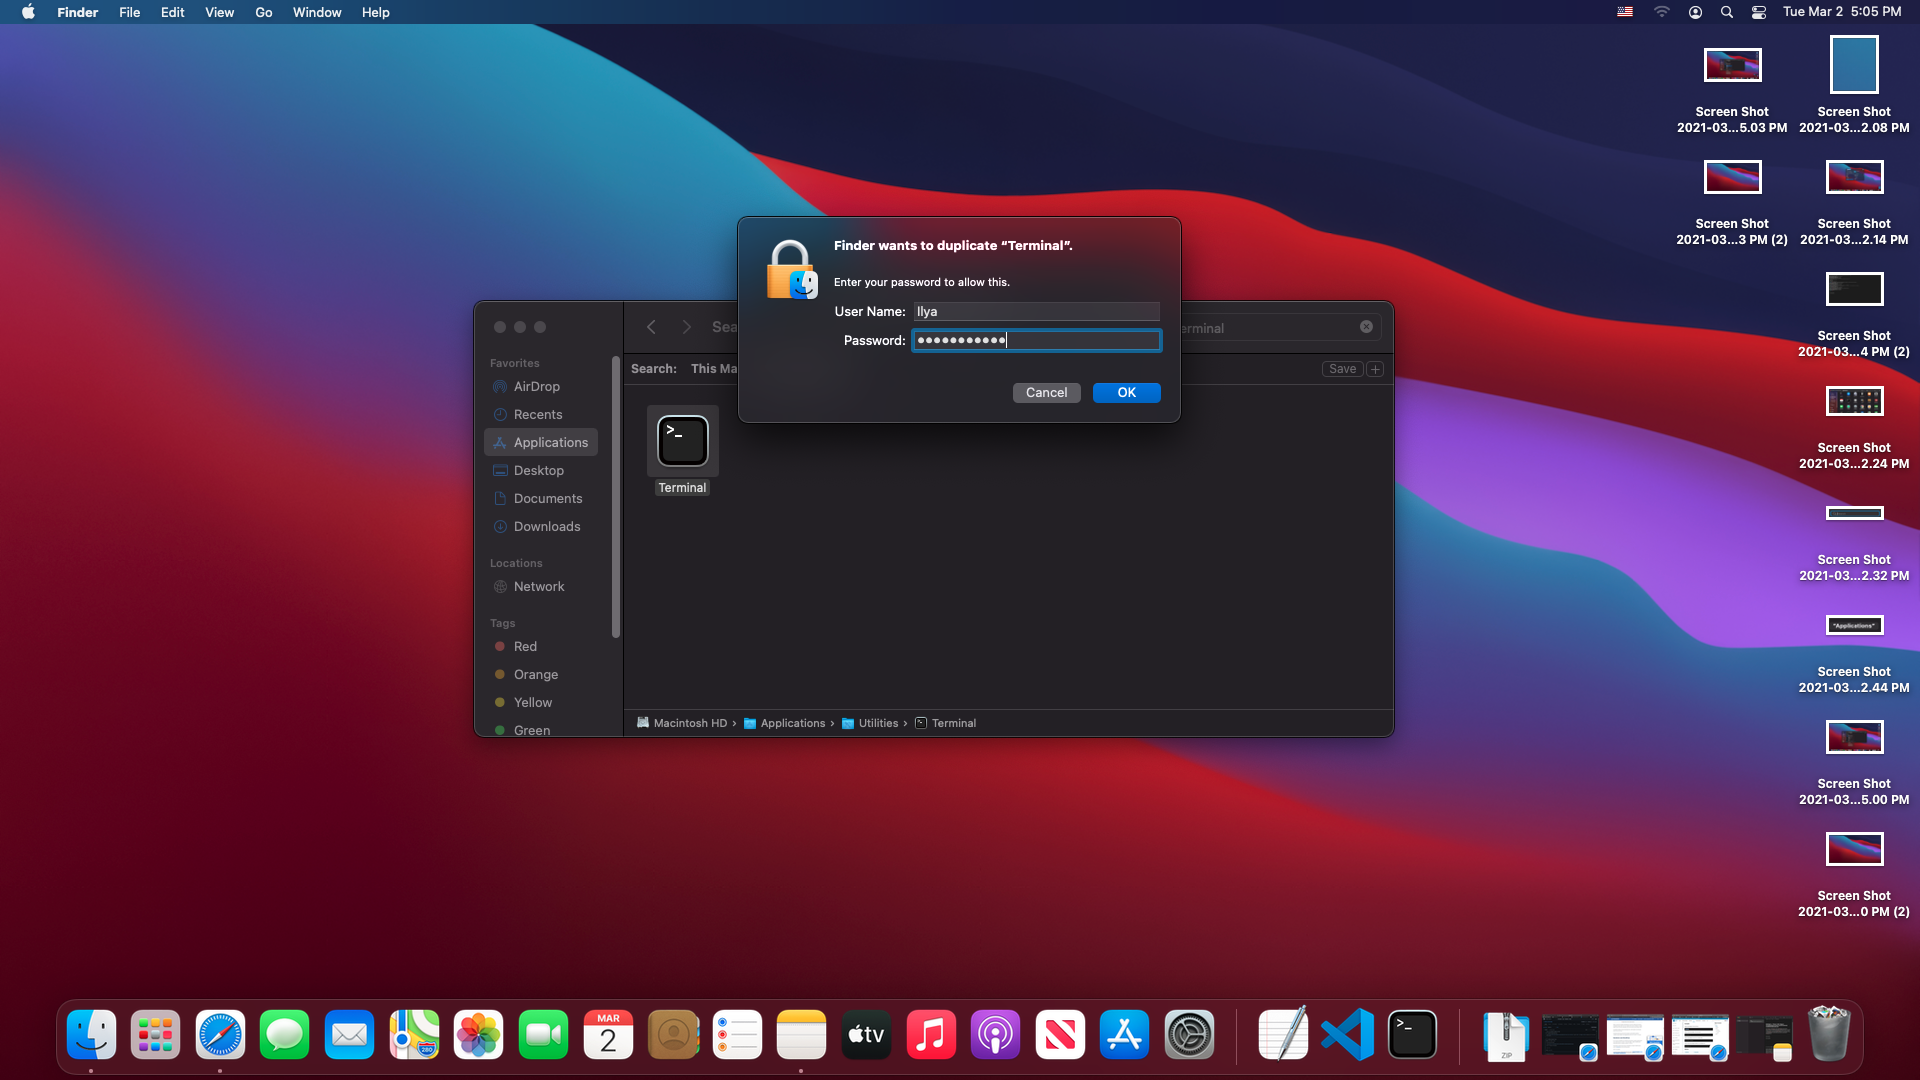 Finder File Edit View Go Window Help
Tue Mar 2 5:05 PM
Screen Shot
2021-03...5.03 PM
Screen Shot
2021-03...2.08 PM
Screen Shot
2021-03...3 PM (2)
Screen Shot
2021-03...2.14 PM
Screen Shot
2021-03...4 PM (2)
Screen Shot
2021-03...2.24 PM
Screen Shot
2021-03...2.32 PM
"Applications"
Screen Shot
2021-03...2.44 PM
Screen Shot
2021-03...5.00 PM
Screen Shot
2021-03...0 PM (2)
Finder wants to duplicate “Terminal”.
Enter your password to allow this.
User Name: Ilya
Password: ●●●●●●●●●●●
Cancel OK
Sea
erminal
Search: This Ma
Save
Favorites
AirDrop
Recents
Applications
Desktop
Documents
Downloads
Locations
Network
Tags
Red
Orange
Yellow
Green
>_
Terminal
Macintosh HD › Applications › Utilities › Terminal
280
MAR
2
tv
>_
ZIP